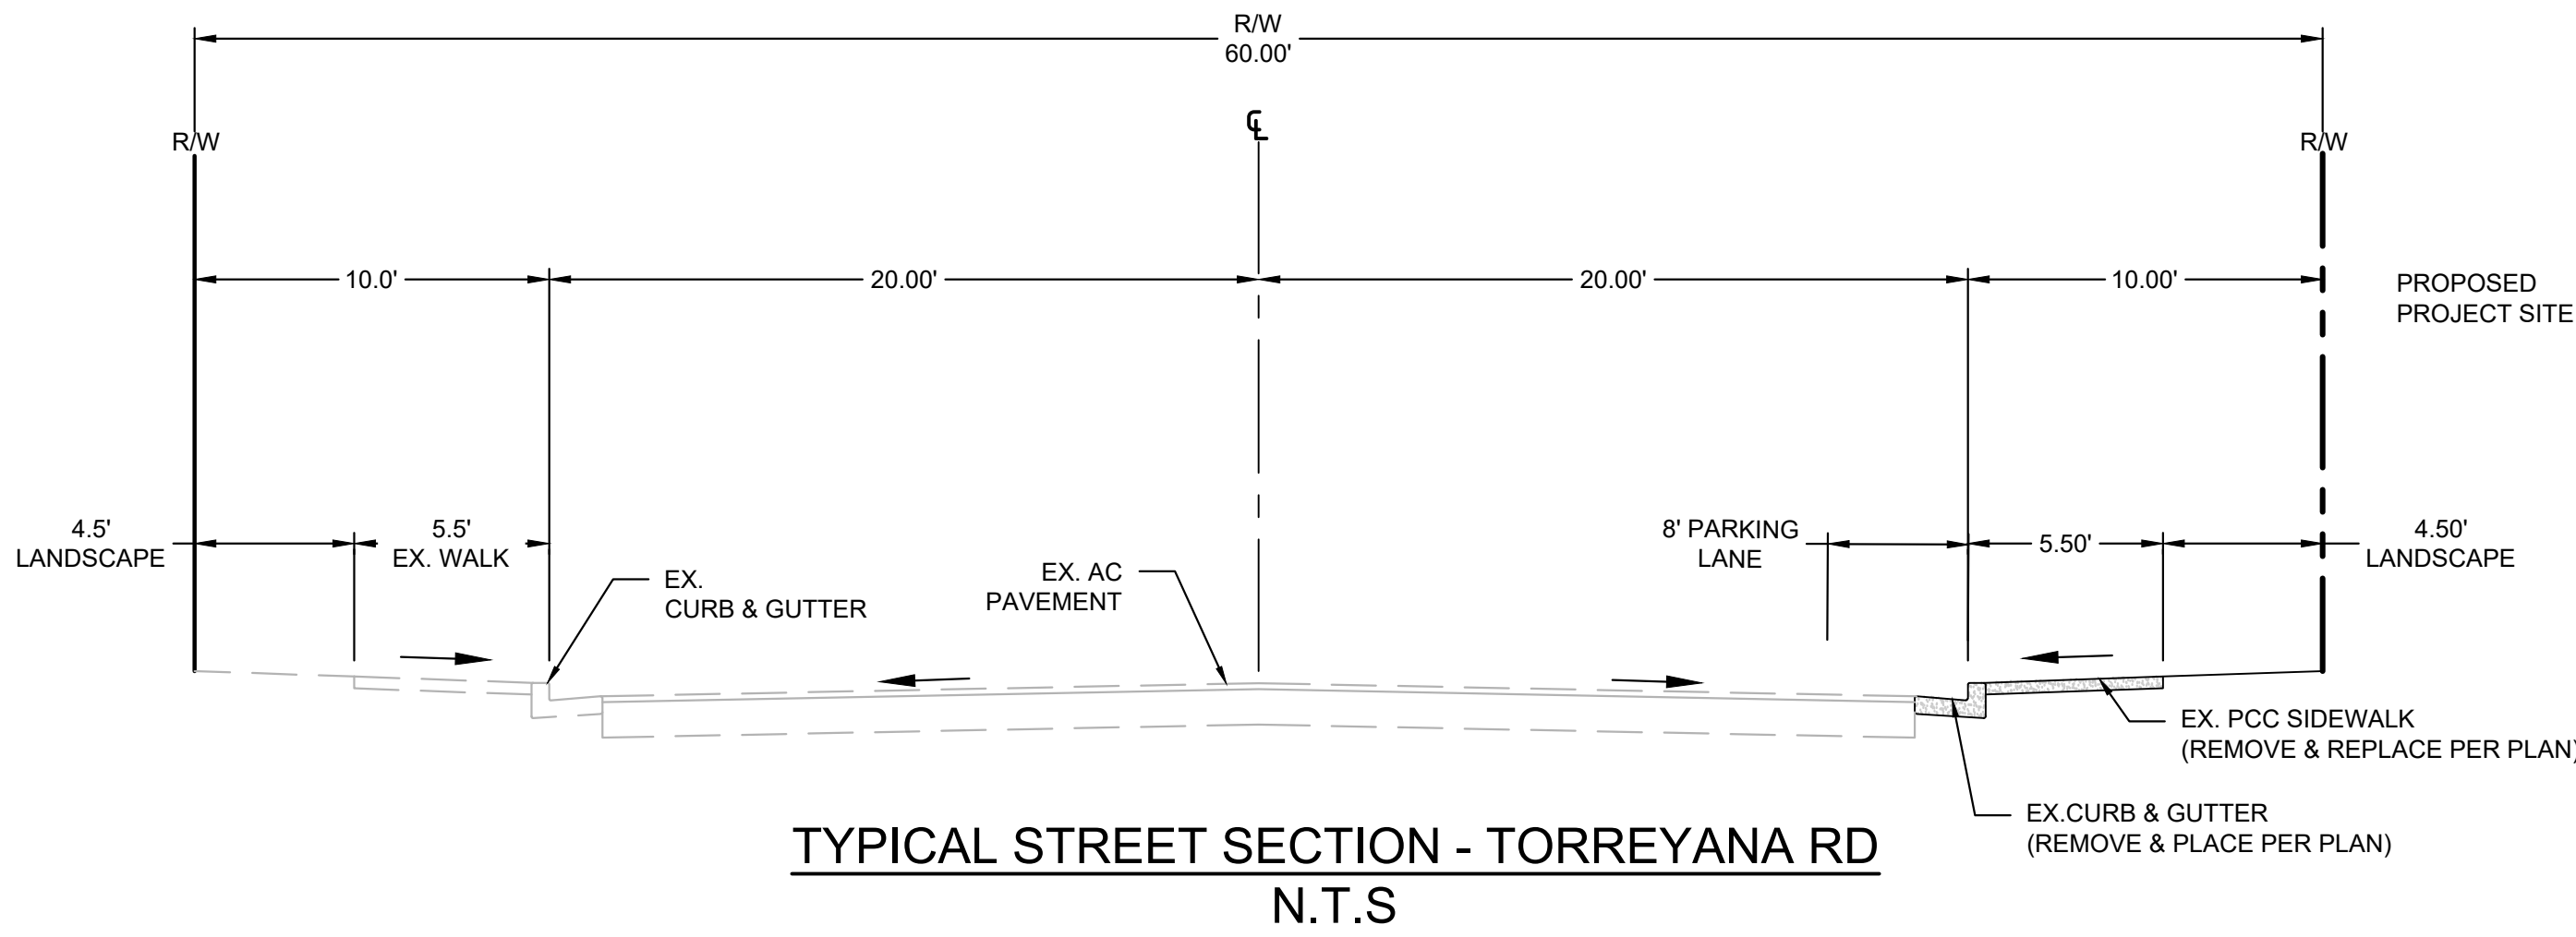 R/W
60.00'
℄
R/W
R/W
10.0'
20.00'
20.00'
10.00'
PROPOSED
PROJECT SITE
4.5'
LANDSCAPE
5.5'
EX. WALK
8' PARKING
LANE
5.50'
4.50'
LANDSCAPE
EX.
CURB & GUTTER
EX. AC
PAVEMENT
EX. PCC SIDEWALK
(REMOVE & REPLACE PER PLAN)
EX.CURB & GUTTER
(REMOVE & PLACE PER PLAN)
TYPICAL STREET SECTION - TORREYANA RD
N.T.S